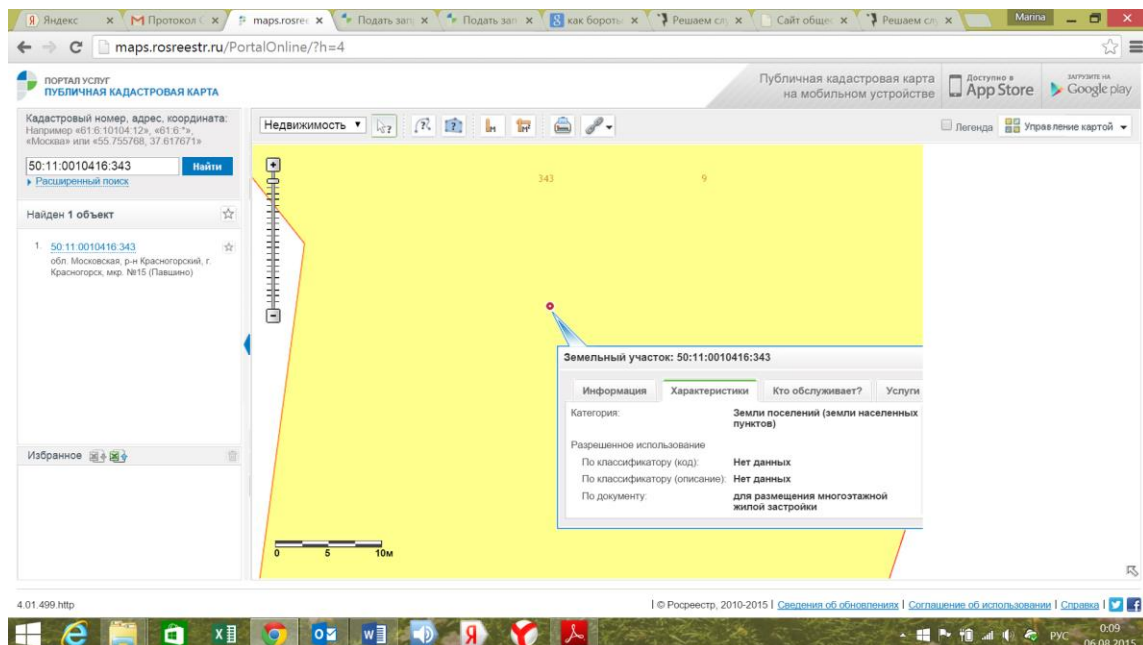 Яндекс
Протокол С
maps.rosree
Подать зап
Подать зап
как бороть
Решаем сл
Сайт общес
Решаем сл
Marina
maps.rosreestr.ru/PortalOnline/?h=4
ПОРТАЛ УСЛУГ
ПУБЛИЧНАЯ КАДАСТРОВАЯ КАРТА
Публичная кадастровая карта
на мобильном устройстве
Доступно в
App Store
ЗАГРУЗИТЕ НА
Google play
Кадастровый номер, адрес, координата:
Например «61:6:10104:12», «61:6:*»,
«Москва» или «55.755768, 37.617671»
50:11:0010416:343
Найти
Расширенный поиск
Недвижимость
Легенда
Управление картой
Найден 1 объект
1. 50:11:0010416:343
обл. Московская, р-н Красногорский, г.
Красногорск, мкр. №15 (Павшино)
Избранное
343
9
Земельный участок: 50:11:0010416:343
Информация
Характеристики
Кто обслуживает?
Услуги
Категория: Земли поселений (земли населенных
пунктов)
Разрешенное использование
По классификатору (код): Нет данных
По классификатору (описание): Нет данных
По документу: для размещения многоэтажной
жилой застройки
0 5 10м
4.01.499.http
© Росреестр, 2010-2015 | Сведения об обновлениях | Соглашение об использовании | Справка |
РУС
0:09
06.08.2015